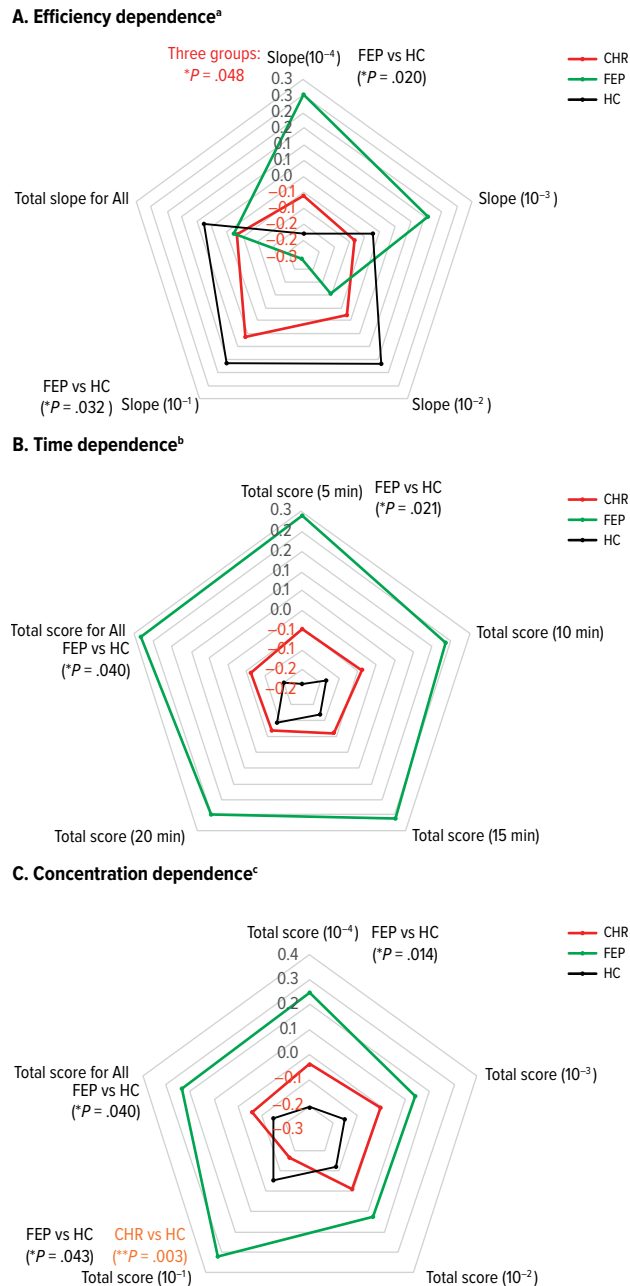 A. Efficiency dependenceᵃ
Three groups:
*P = .048
Slope(10⁻⁴)
FEP vs HC
(*P = .020)
CHR
FEP
HC
0.3
0.3
0.2
0.2
0.1
0.1
0.0
−0.1
−0.1
−0.2
−0.2
−0.3
Total slope for All
Slope (10⁻³ )
FEP vs HC
(*P = .032 )
Slope (10⁻¹ )
Slope (10⁻² )
B. Time dependenceᵇ
Total score (5 min)
FEP vs HC
(*P = .021)
CHR
FEP
HC
0.3
0.2
0.2
0.1
0.1
0.0
−0.1
−0.1
−0.2
−0.2
Total score for All
FEP vs HC
(*P = .040)
Total score (10 min)
Total score (20 min)
Total score (15 min)
C. Concentration dependenceᶜ
Total score (10⁻⁴)
FEP vs HC
(*P = .014)
CHR
FEP
HC
0.4
0.3
0.2
0.1
0.0
−0.1
−0.2
−0.3
Total score for All
FEP vs HC
(*P = .040)
Total score (10⁻³)
FEP vs HC
(*P = .043)
CHR vs HC
(**P = .003)
Total score (10⁻¹)
Total score (10⁻²)